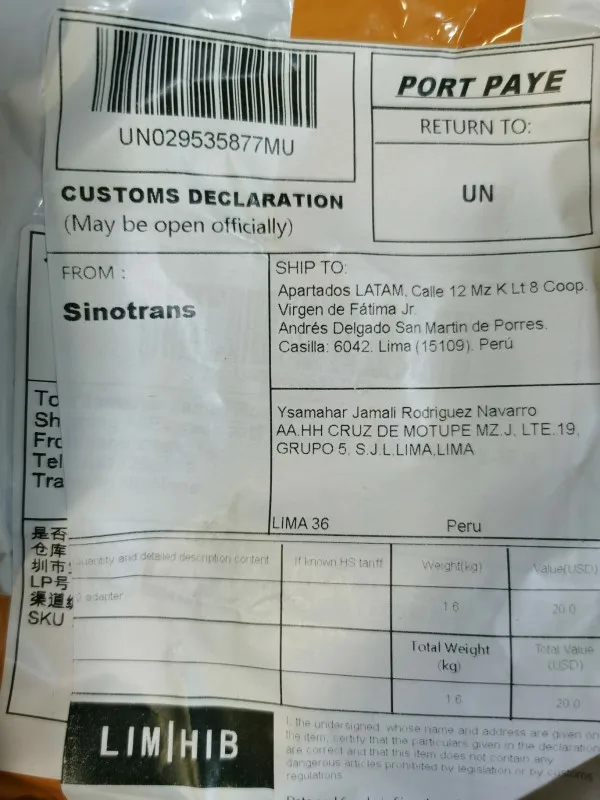 UN029535877MU
PORT PAYE
RETURN TO:
UN
CUSTOMS DECLARATION
(May be open officially)
FROM :
Sinotrans
SHIP TO:
Apartados LATAM, Calle 12 Mz K Lt 8 Coop.
Virgen de Fátima Jr.
Andrés Delgado San Martin de Porres.
Casilla: 6042. Lima (15109). Perú
Ysamahar Jamali Rodriguez Navarro
AA.HH CRUZ DE MOTUPE MZ.J, LTE.19,
GRUPO 5, S.J.L,LIMA,LIMA
LIMA 36
Peru
To
Sh
Fro
Tel
Tra
是否
仓库
圳市
LP号
渠道
SKU
and detailed description content
If known HS tariff
Weight(kg)
Value(USD)
adapter
1.6
20.0
Total Weight
(kg)
Total Value
(USD)
1.6
20.0
LIM|HIB
I, the undersigned, whose name and address are given on
the item, certify that the particulars given in the declaration
are correct and that this item does not contain any
dangerous articles prohibited by legislation or by customs
regulations